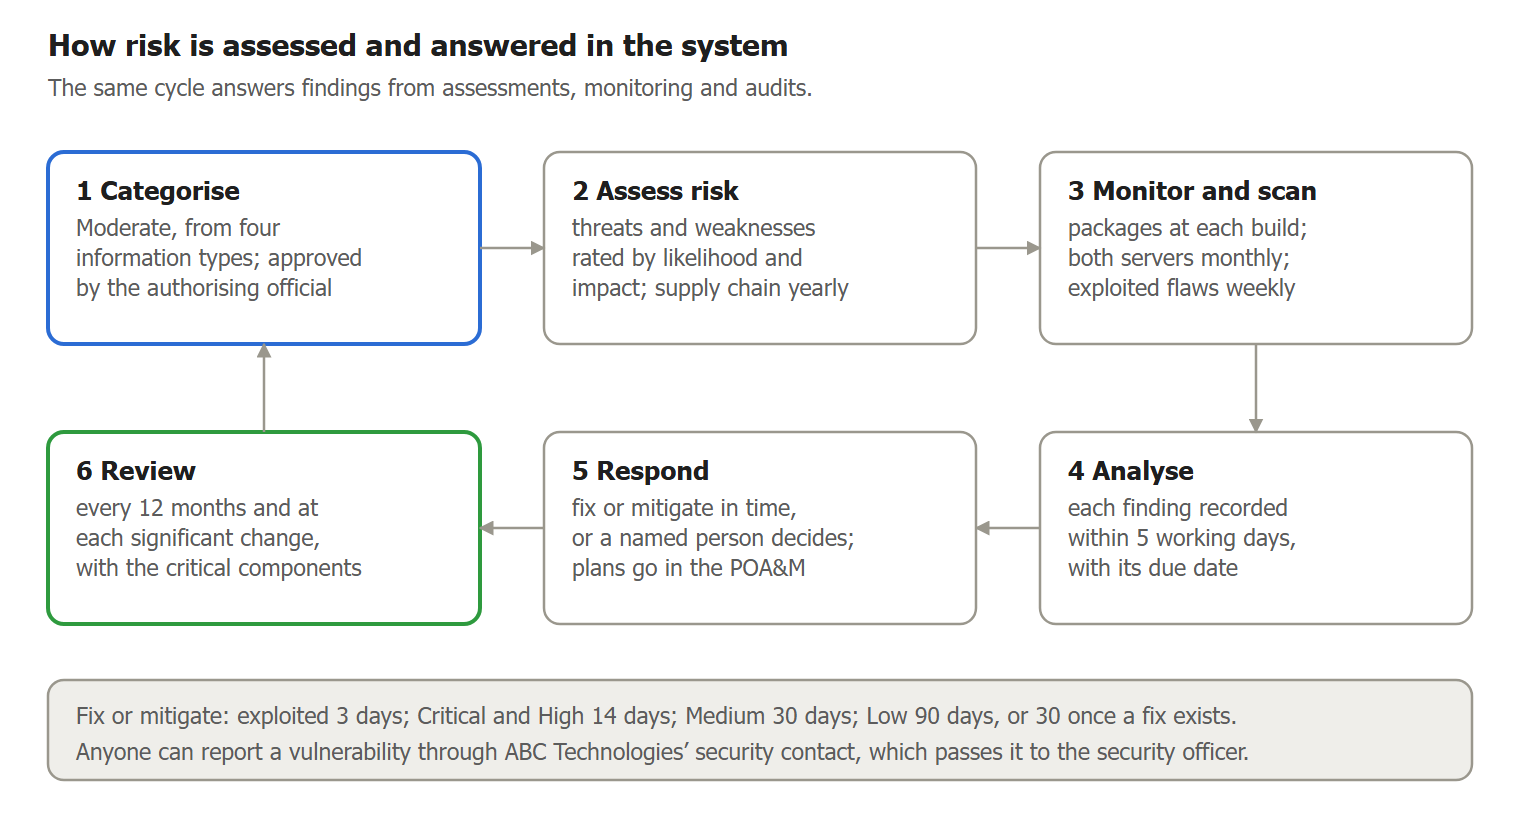 How risk is assessed and answered in the system
The same cycle answers findings from assessments, monitoring and audits.
1 Categorise
Moderate, from four
information types; approved
by the authorising official
2 Assess risk
threats and weaknesses
rated by likelihood and
impact; supply chain yearly
3 Monitor and scan
packages at each build;
both servers monthly;
exploited flaws weekly
4 Analyse
each finding recorded
within 5 working days,
with its due date
5 Respond
fix or mitigate in time,
or a named person decides;
plans go in the POA&M
6 Review
every 12 months and at
each significant change,
with the critical components
Fix or mitigate: exploited 3 days; Critical and High 14 days; Medium 30 days; Low 90 days, or 30 once a fix exists.
Anyone can report a vulnerability through ABC Technologies’ security contact, which passes it to the security officer.